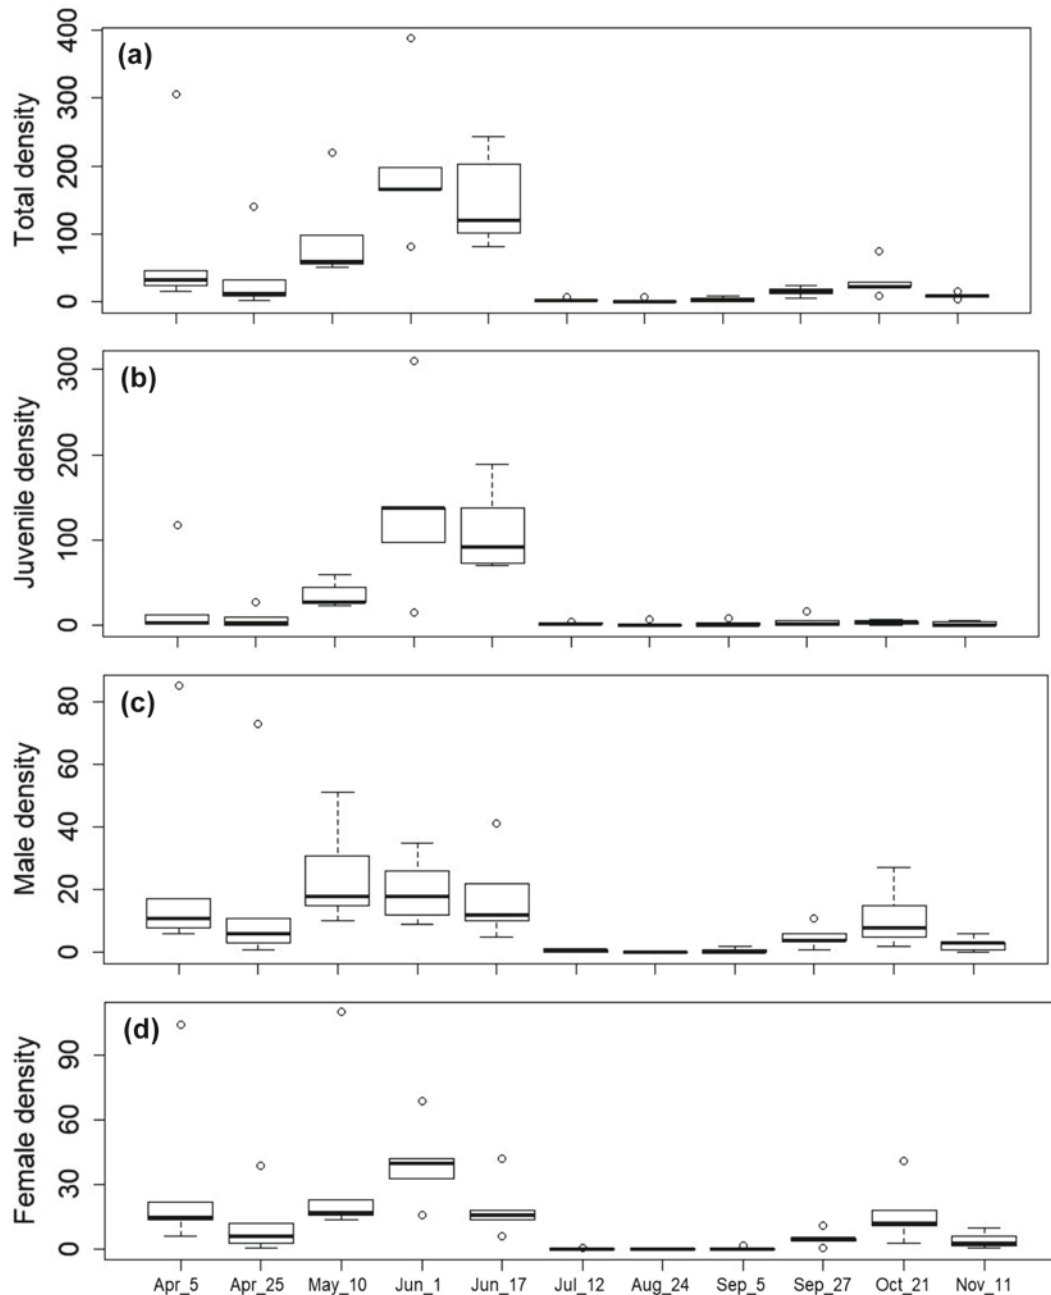 (a)
Total density
400
300
200
100
0
(b)
Juvenile density
300
200
100
0
(c)
Male density
80
60
40
20
0
(d)
Female density
90
60
30
0
Apr_5 Apr_25 May_10 Jun_1 Jun_17 Jul_12 Aug_24 Sep_5 Sep_27 Oct_21 Nov_11